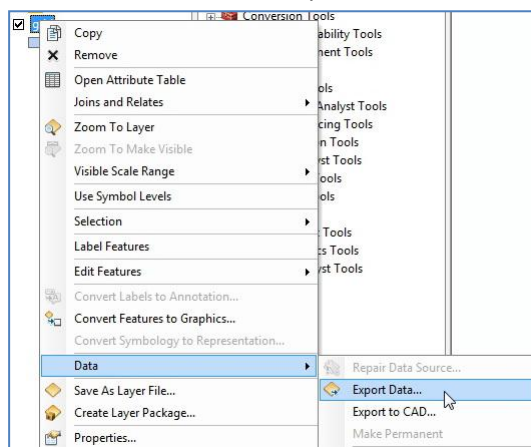 Conversion Tools
Copy
ability Tools
Remove
ment Tools
Open Attribute Table
ols
Joins and Relates
Analyst Tools
Zoom To Layer
cing Tools
Zoom To Make Visible
n Tools
Visible Scale Range
st Tools
ools
Use Symbol Levels
ols
Selection
Label Features
Tools
cs Tools
Edit Features
yst Tools
Convert Labels to Annotation...
Convert Features to Graphics...
Convert Symbology to Representation...
Data
Repair Data Source...
Save As Layer File...
Export Data...
Create Layer Package...
Export to CAD...
Properties...
Make Permanent